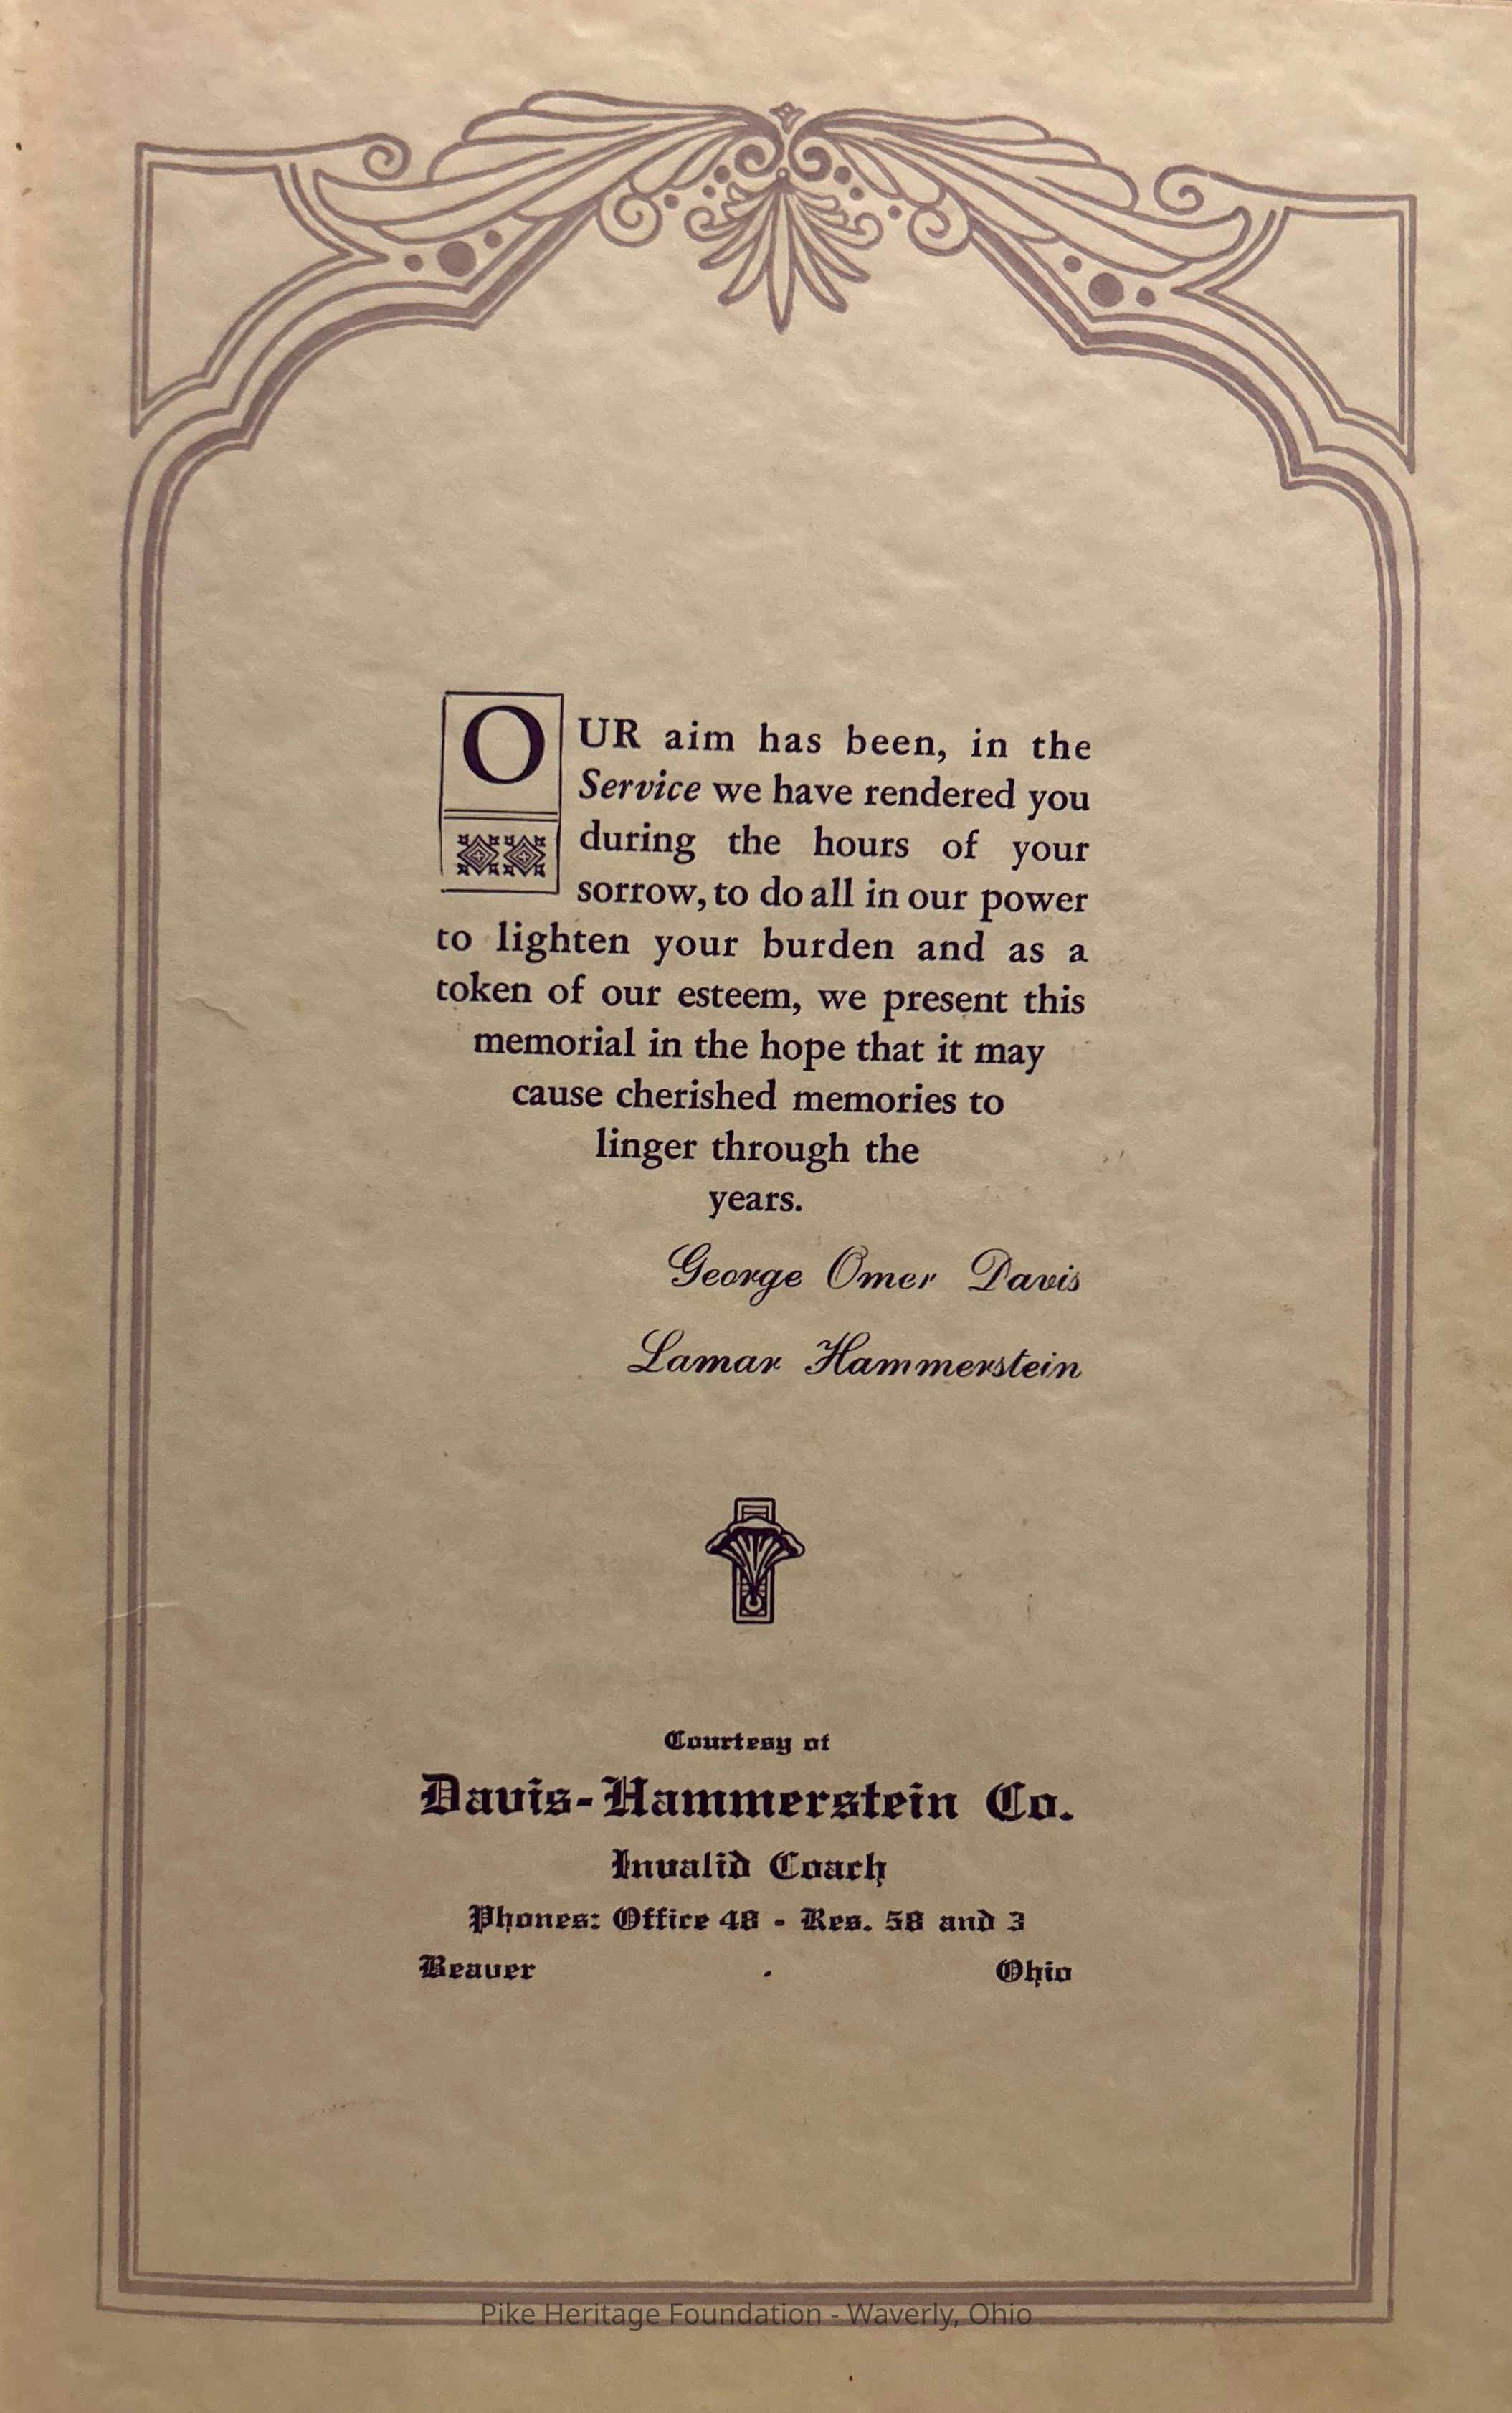 OUR aim has been, in the
Service we have rendered you
during the hours of your
sorrow, to do all in our power
to lighten your burden and as a
token of our esteem, we present this
memorial in the hope that it may
cause cherished memories to
linger through the
years.
George Omer Davis
Lamar Hammerstein
Courtesy of
Davis-Hammerstein Co.
Invalid Coach
Phones: Office 48 - Res. 58 and 3
Beaver - Ohio
Pike Heritage Foundation - Waverly, Ohio